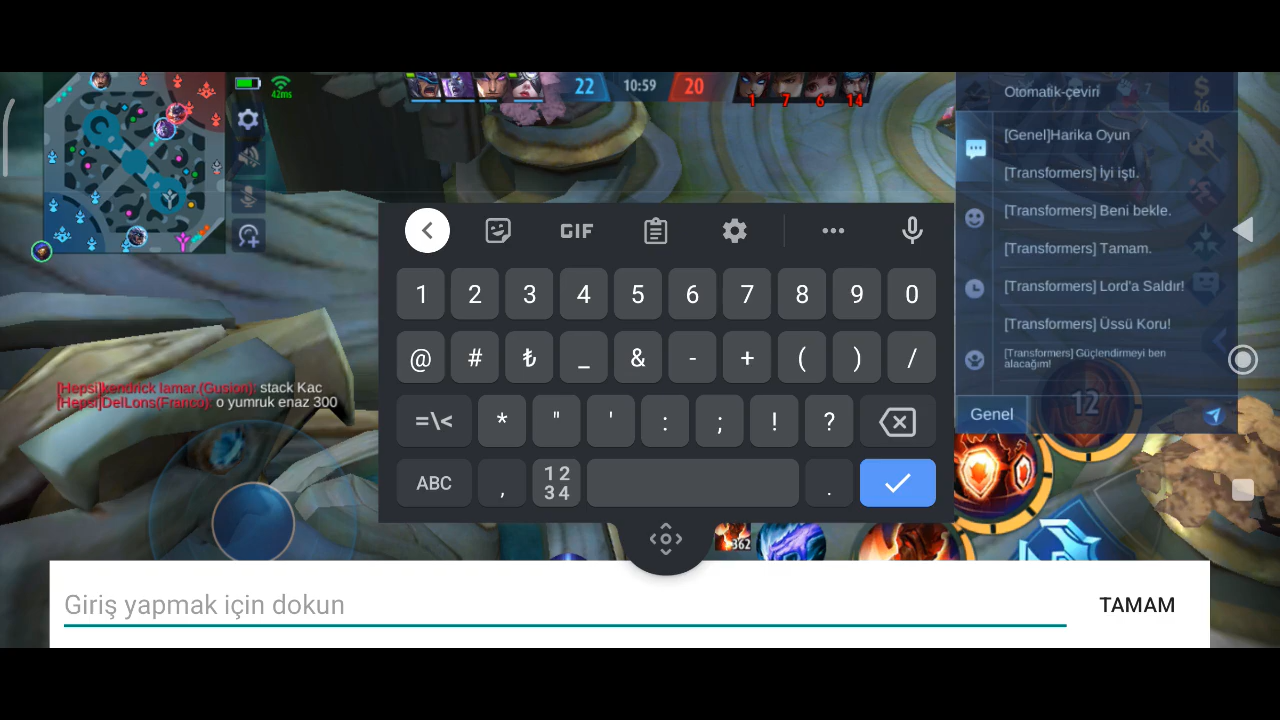 42ms
22 10:59 20
1 7 6 14
Otomatik-çeviri
7
$
46
[Genel]Harika Oyun
[Transformers] İyi işti.
[Transformers] Beni bekle.
[Transformers] Tamam.
[Transformers] Lord'a Saldır!
[Transformers] Üssü Koru!
[Transformers] Güçlendirmeyi ben
alacağım!
Genel
12
[Hepsi]kendrick lamar.(Gusion): stack Kac
[Hepsi]DelLons(Franco): o yumruk enaz 300
GIF
1 2 3 4 5 6 7 8 9 0
@ # ₺ _ & - + ( ) /
=\< * " ' : ; ! ?
ABC , 12 .
34
362
Giriş yapmak için dokun
TAMAM